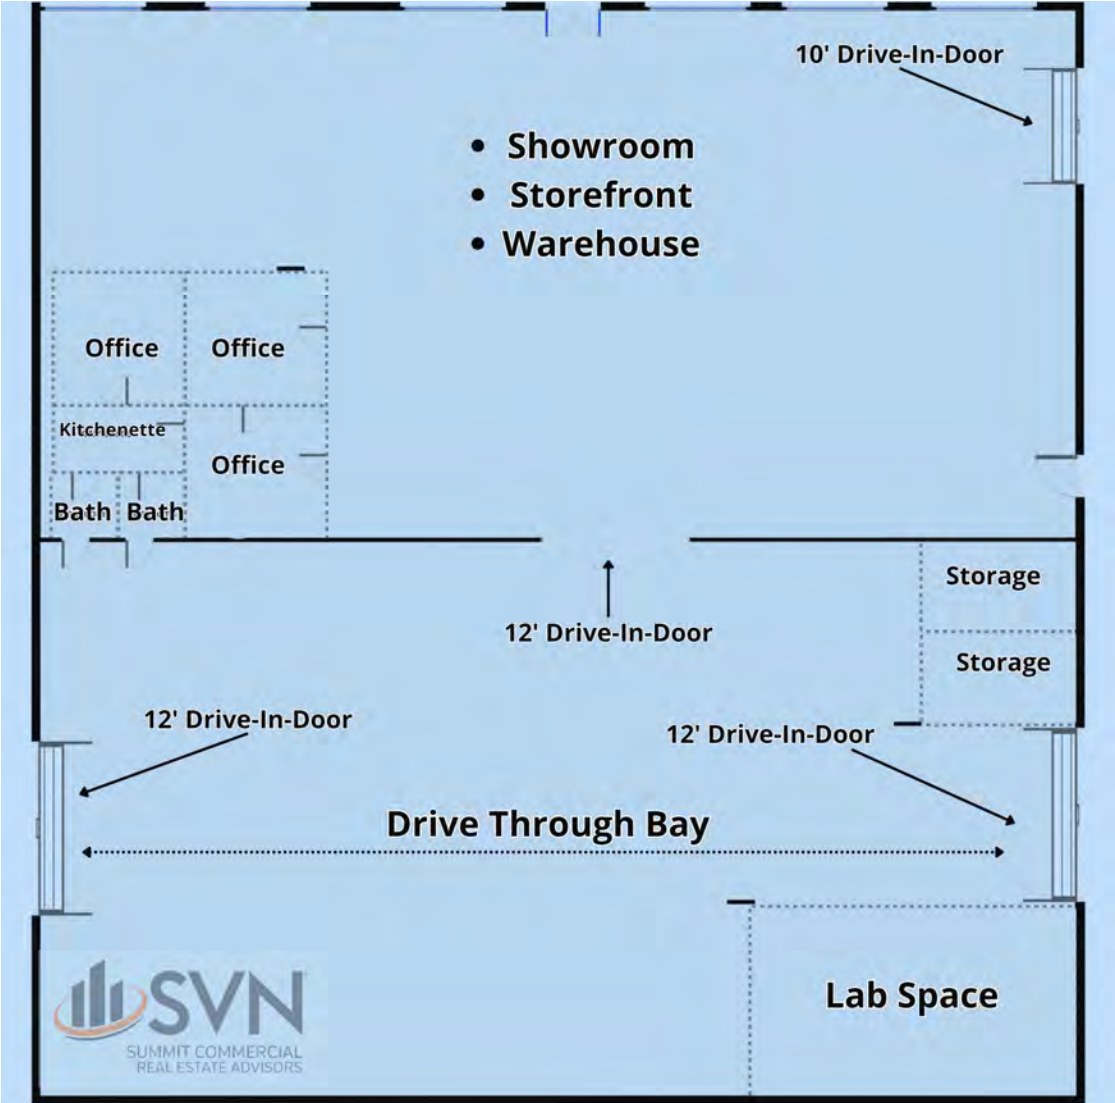 10' Drive-In-Door
• Showroom
• Storefront
• Warehouse
Office
Office
Kitchenette
Office
Bath
Bath
Storage
12' Drive-In-Door
Storage
12' Drive-In-Door
12' Drive-In-Door
Drive Through Bay
Lab Space
SVN
SUMMIT COMMERCIAL
REAL ESTATE ADVISORS